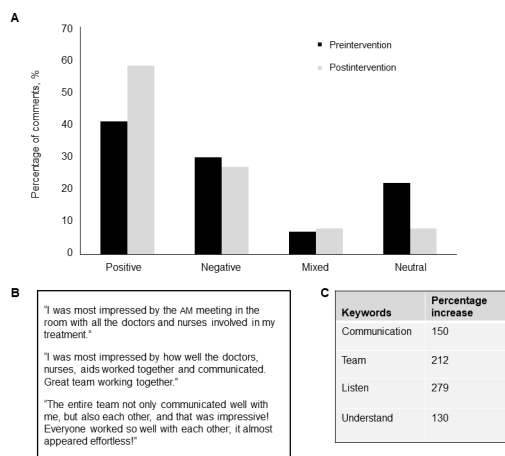 A
70
60
50
40
30
20
10
0
Percentage of comments, %
Preintervention
Postintervention
Positive Negative Mixed Neutral
B
"I was most impressed by the AM meeting in the
room with all the doctors and nurses involved in my
treatment."
"I was most impressed by how well the doctors,
nurses, aids worked together and communicated.
Great team working together."
"The entire team not only communicated well with
me, but also each other, and that was impressive!
Everyone worked so well with each other; it almost
appeared effortless!"
C
Keywords Percentage increase
Communication 150
Team 212
Listen 279
Understand 130